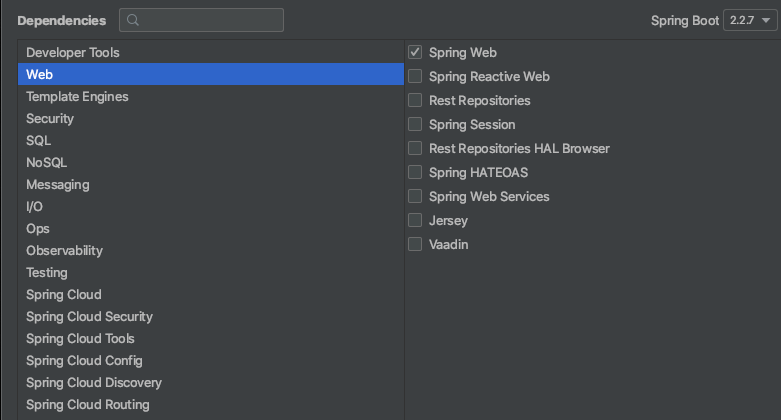 Dependencies
Spring Boot 2.2.7
Developer Tools
Web
Template Engines
Security
SQL
NoSQL
Messaging
I/O
Ops
Observability
Testing
Spring Cloud
Spring Cloud Security
Spring Cloud Tools
Spring Cloud Config
Spring Cloud Discovery
Spring Cloud Routing
Spring Web
Spring Reactive Web
Rest Repositories
Spring Session
Rest Repositories HAL Browser
Spring HATEOAS
Spring Web Services
Jersey
Vaadin